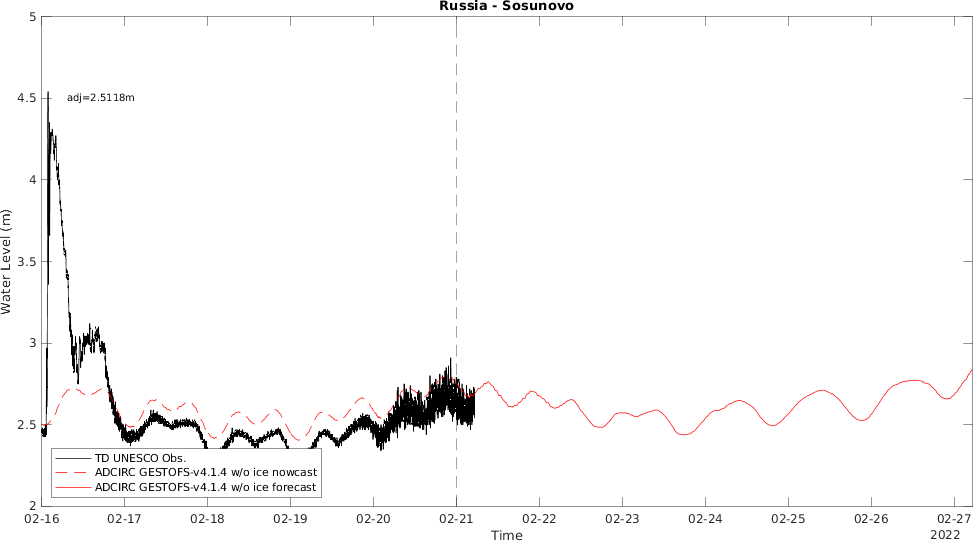 Russia - Sosunovo
5
4.5
4
3.5
3
2.5
2
Water Level (m)
adj=2.5118m
TD UNESCO Obs.
ADCIRC GESTOFS-v4.1.4 w/o ice nowcast
ADCIRC GESTOFS-v4.1.4 w/o ice forecast
02-16 02-17 02-18 02-19 02-20 02-21 02-22 02-23 02-24 02-25 02-26 02-27
Time
2022